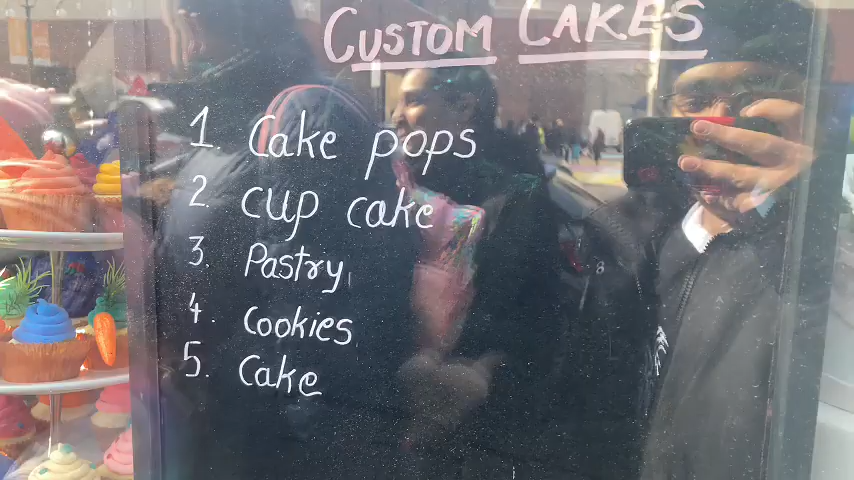 CUSTOM CAKES
1. Cake pops
2. cup cake
3. Pastry
4. Cookies
5. Cake